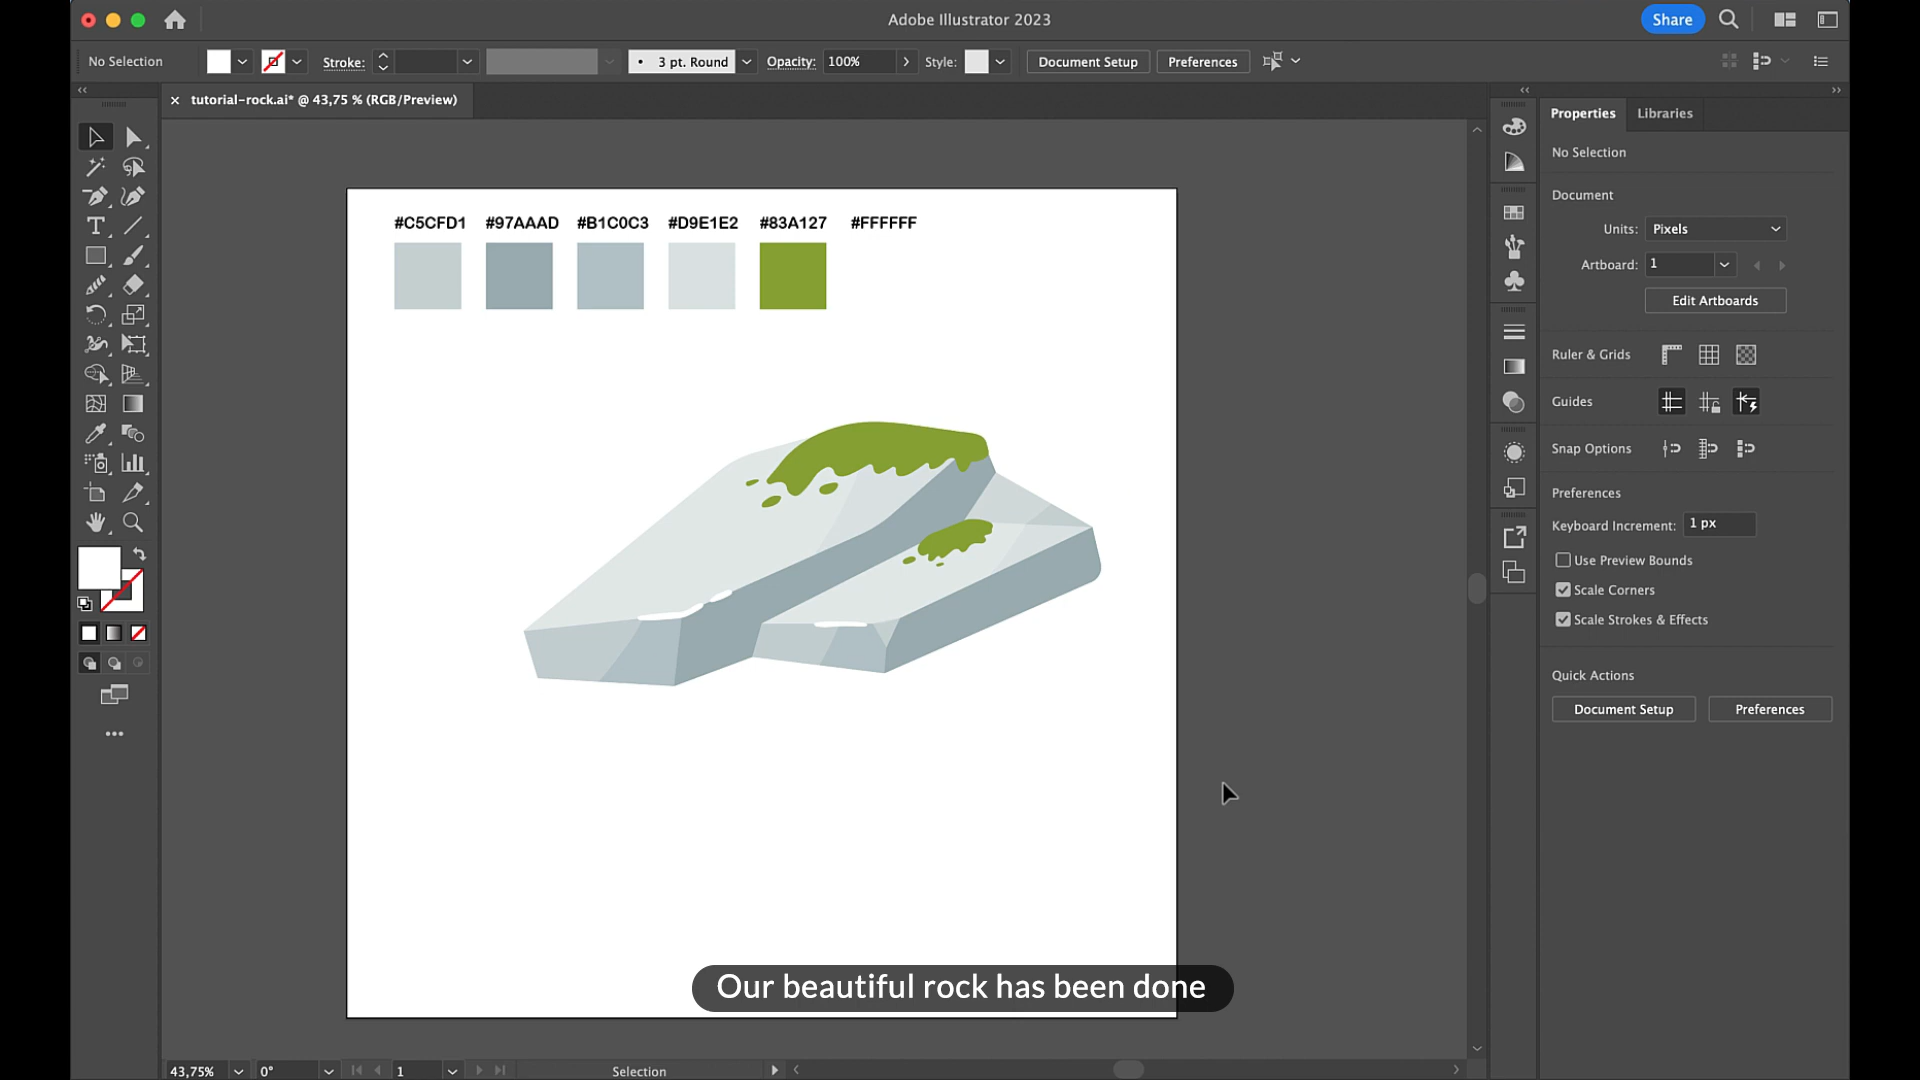 Adobe Illustrator 2023
Share
No Selection
Stroke:
3 pt. Round
Opacity:
100%
Style:
Document Setup
Preferences
tutorial-rock.ai* @ 43,75 % (RGB/Preview)
#C5CFD1
#97AAAD
#B1C0C3
#D9E1E2
#83A127
#FFFFFF
Properties
Libraries
No Selection
Document
Units:
Pixels
Artboard:
1
Edit Artboards
Ruler & Grids
Guides
Snap Options
Preferences
Keyboard Increment:
1 px
Use Preview Bounds
Scale Corners
Scale Strokes & Effects
Quick Actions
Document Setup
Preferences
Our beautiful rock has been done
43,75%
0°
1
Selection